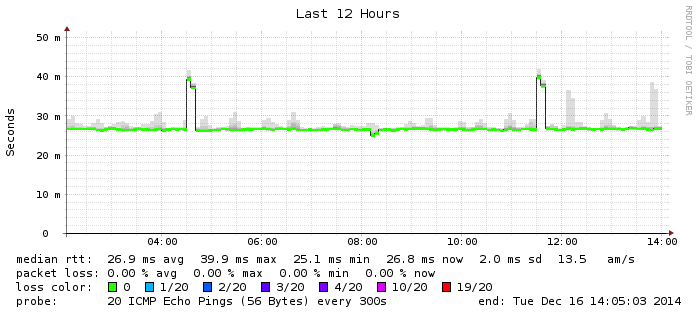 Last 12 Hours
RRDTOOL / TOBI OETIKER
Seconds
50 m
40 m
30 m
20 m
10 m
0
04:00 06:00 08:00 10:00 12:00 14:00
median rtt: 26.9 ms avg 39.9 ms max 25.1 ms min 26.8 ms now 2.0 ms sd 13.5 am/s
packet loss: 0.00 % avg 0.00 % max 0.00 % min 0.00 % now
loss color: 0 1/20 2/20 3/20 4/20 10/20 19/20
probe: 20 ICMP Echo Pings (56 Bytes) every 300s end: Tue Dec 16 14:05:03 2014